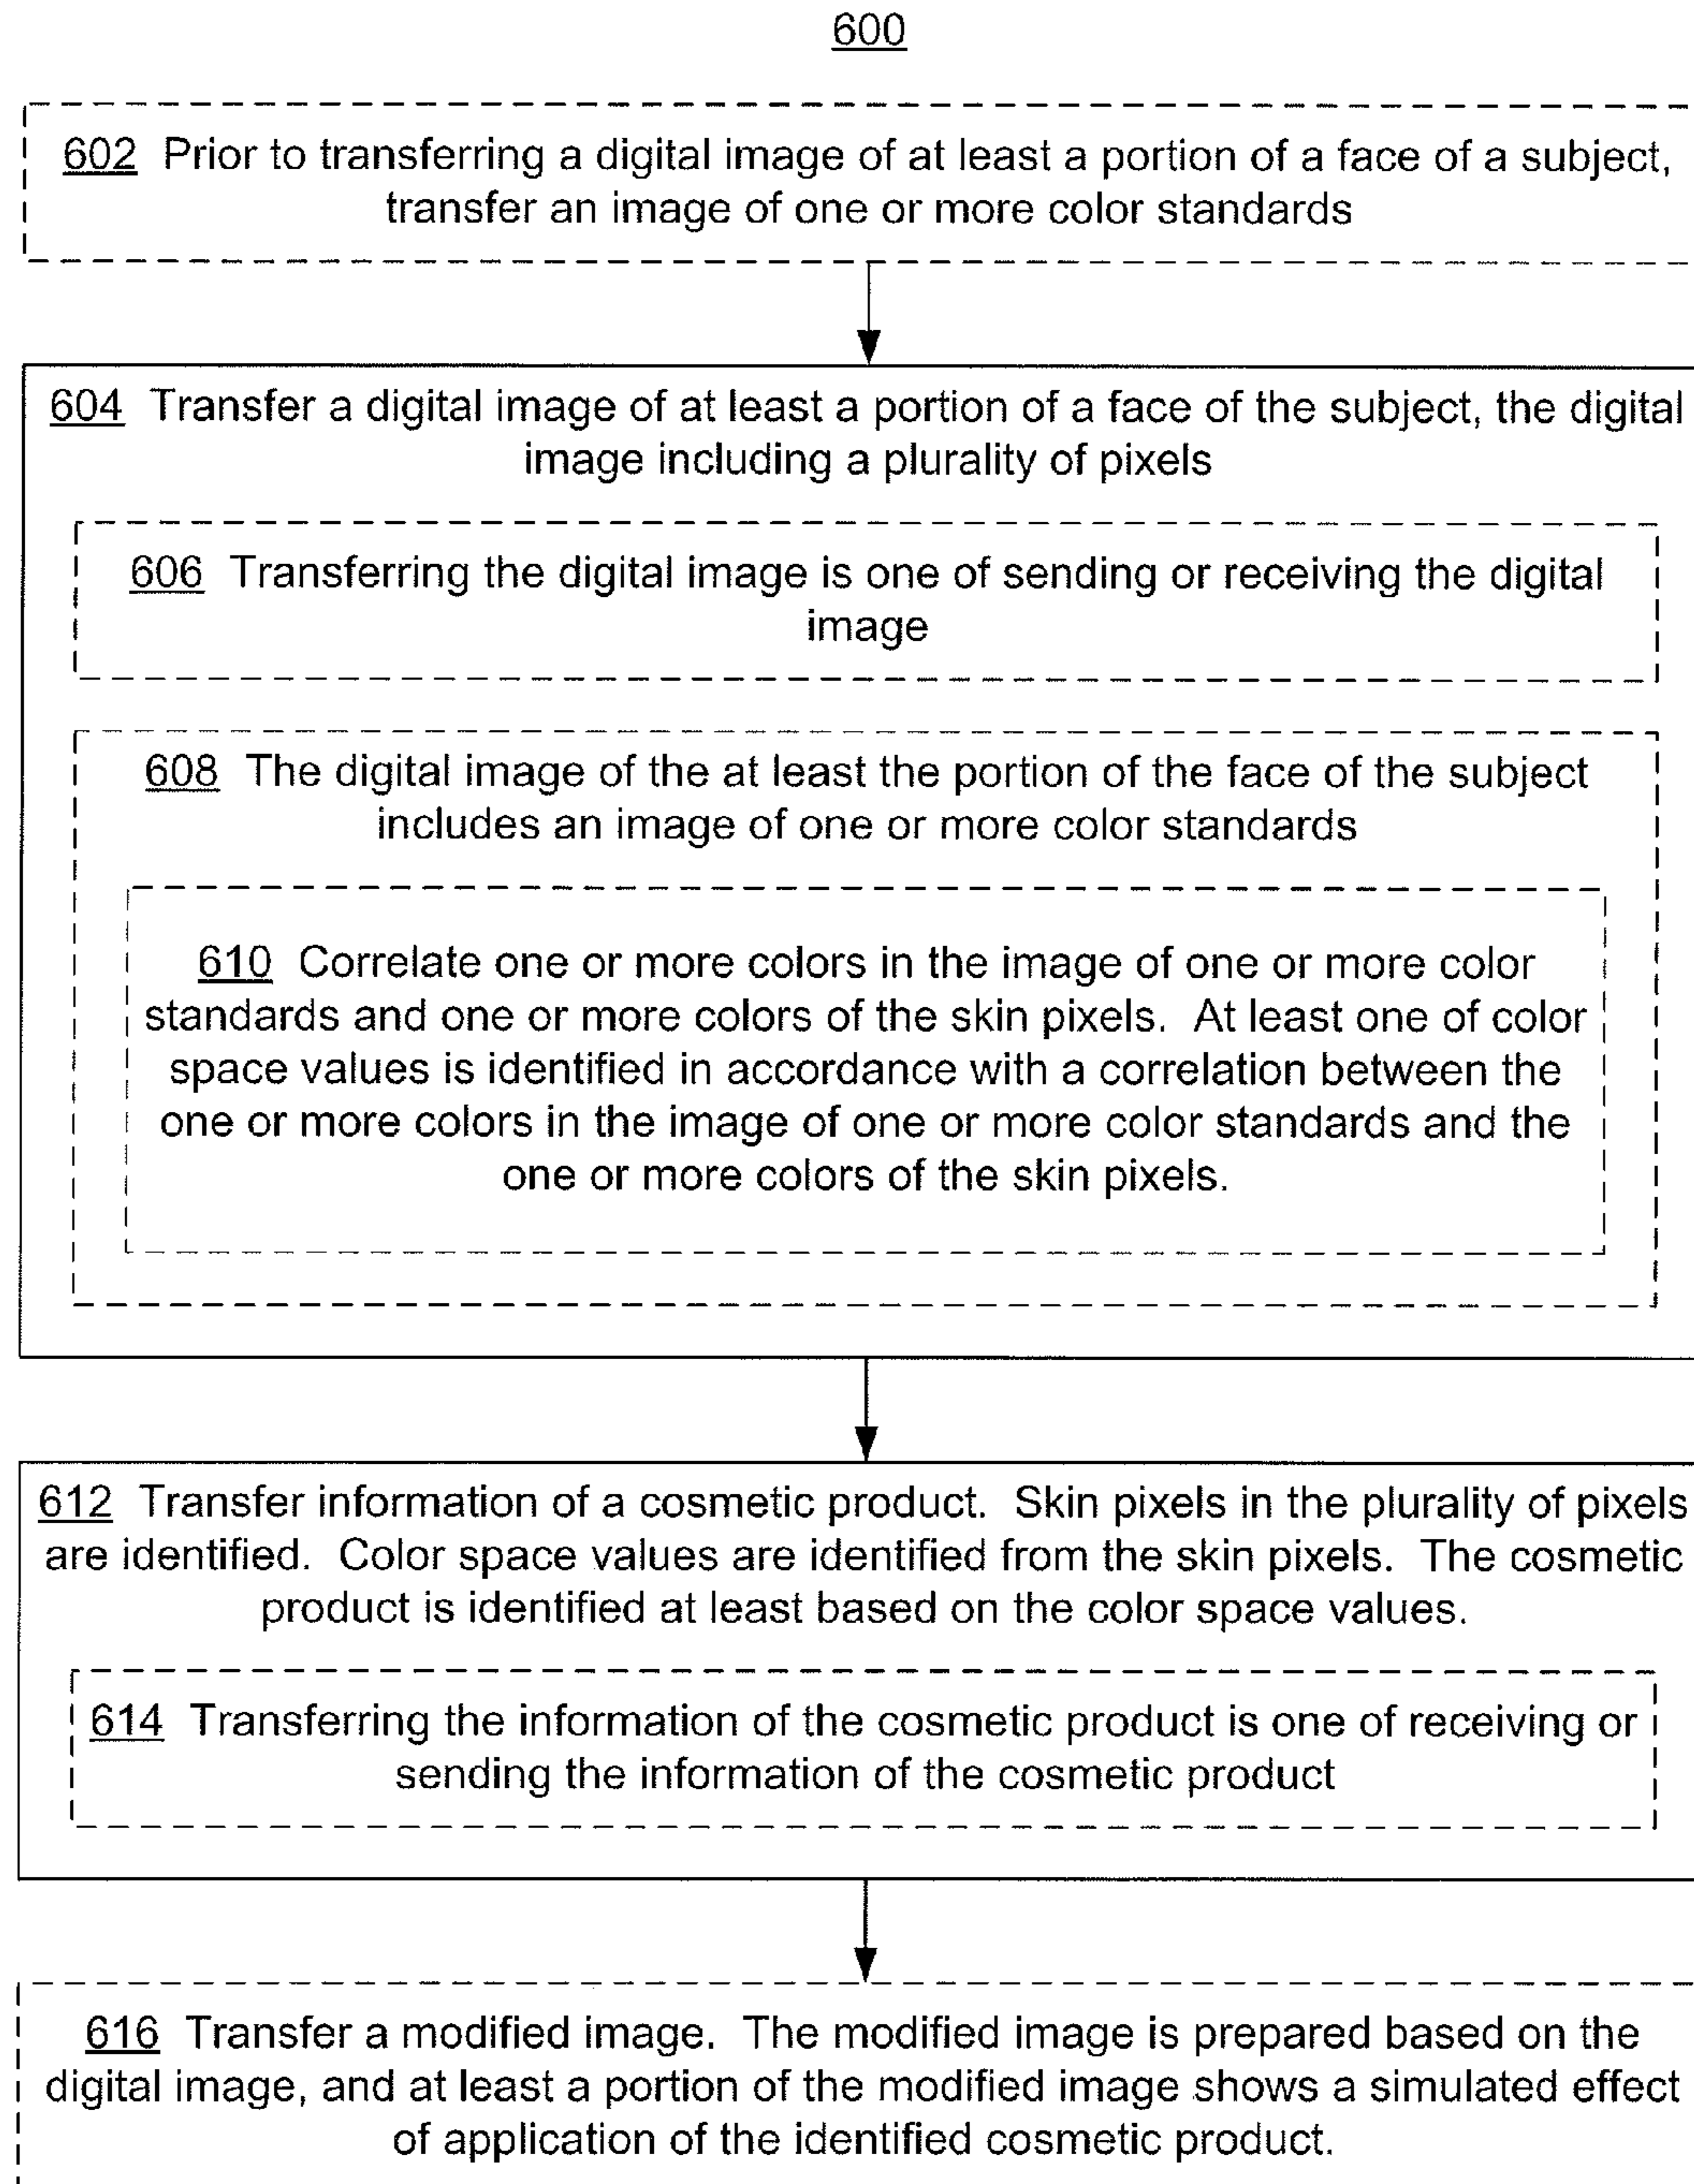 600
602 Prior to transferring a digital image of at least a portion of a face of a subject,
transfer an image of one or more color standards
604 Transfer a digital image of at least a portion of a face of the subject, the digital
image including a plurality of pixels
606 Transferring the digital image is one of sending or receiving the digital
image
608 The digital image of the at least the portion of the face of the subject
includes an image of one or more color standards
610 Correlate one or more colors in the image of one or more color
standards and one or more colors of the skin pixels. At least one of color
space values is identified in accordance with a correlation between the
one or more colors in the image of one or more color standards and the
one or more colors of the skin pixels.
612 Transfer information of a cosmetic product. Skin pixels in the plurality of pixels
are identified. Color space values are identified from the skin pixels. The cosmetic
product is identified at least based on the color space values.
614 Transferring the information of the cosmetic product is one of receiving or
sending the information of the cosmetic product
616 Transfer a modified image. The modified image is prepared based on the
digital image, and at least a portion of the modified image shows a simulated effect
of application of the identified cosmetic product.